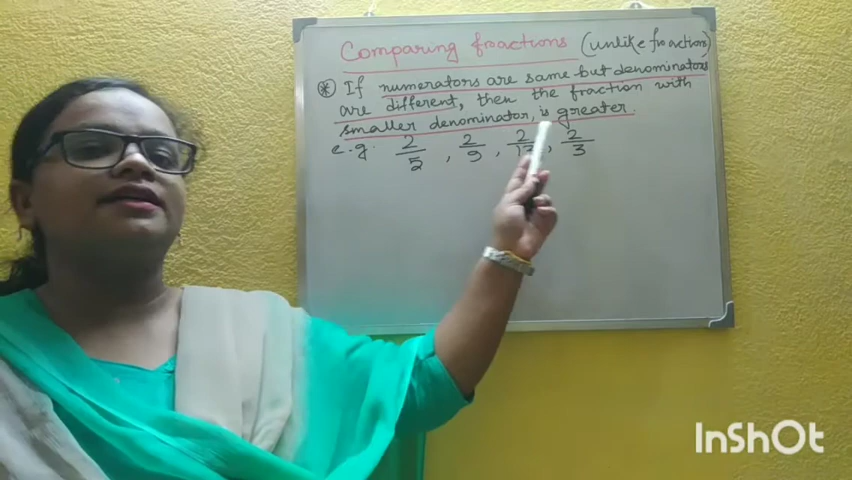 Comparing fractions (unlike fractions)
* If numerators are same but denominators
are different, then the fraction with
smaller denominator, is greater.
e.g. 2/5, 2/9, 2/13, 2/3
InShOt